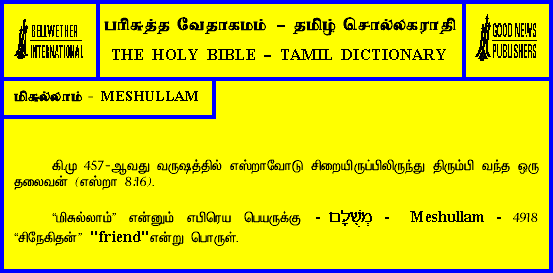 BELLWETHER
INTERNATIONAL
பரிசுத்த வேதாகமம் – தமிழ் சொல்லகராதி
THE HOLY BIBLE – TAMIL DICTIONARY
GOOD NEWS
PUBLISHERS
மிசுல்லாம் - MESHULLAM
கி.மு 457-ஆவது வருஷத்தில் எஸ்றாவோடு சிறையிருப்பிலிருந்து திரும்பி வந்த ஒரு
தலைவன் (எஸ்றா 8:16).
“மிசுல்லாம்” என்னும் எபிரெய பெயருக்கு - מְשֻׁלָּם - Meshullam - 4918
“சிநேகிதன்” "friend"என்று பொருள்.